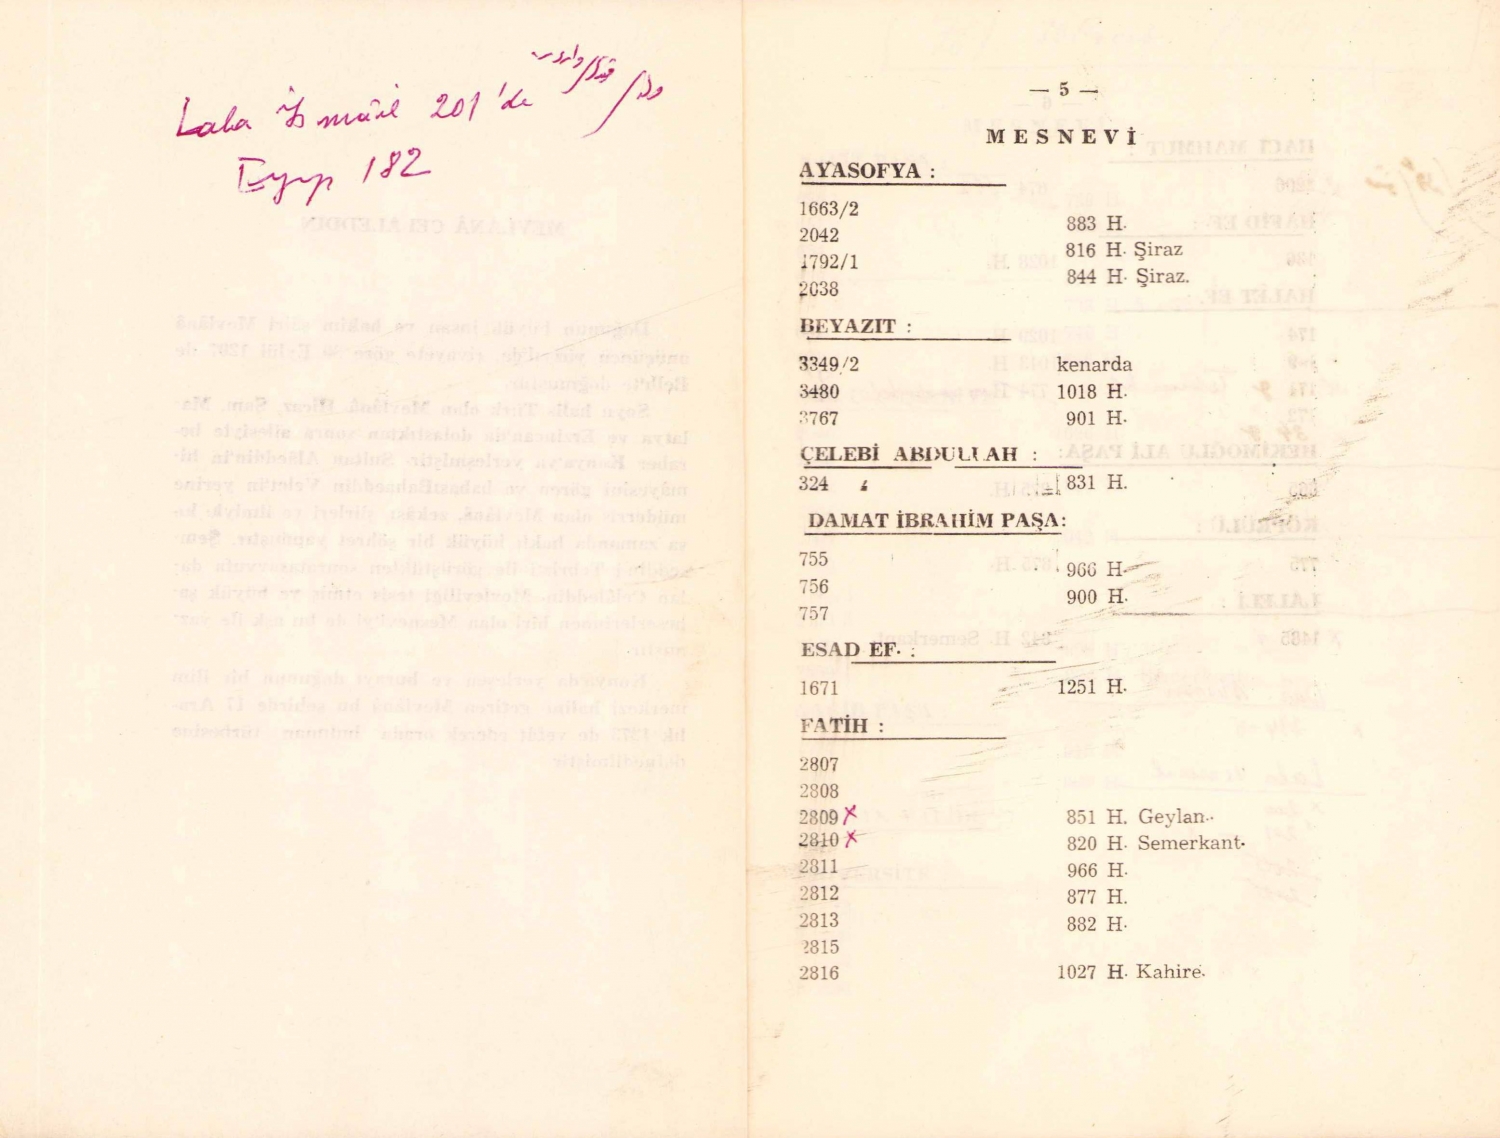 Lala İsmâil 201'de
Eyup 182
— 5 —
MESNEVİ
AYASOFYA :
1663/2
883 H.
2042
816 H. Şiraz
1792/1
844 H. Şiraz.
2038
BEYAZIT :
3349/2 kenarda
3480 1018 H.
3767 901 H.
ÇELEBİ ABDULLAH :
324 831 H.
DAMAT İBRAHİM PAŞA:
755
966 H.
756
900 H.
757
ESAD EF. :
1671 1251 H.
FATİH :
2807
2808
2809 x 851 H. Geylan.
2810 x 820 H. Semerkant.
2811 966 H.
2812 877 H.
2813 882 H.
2815
2816 1027 H. Kahire.